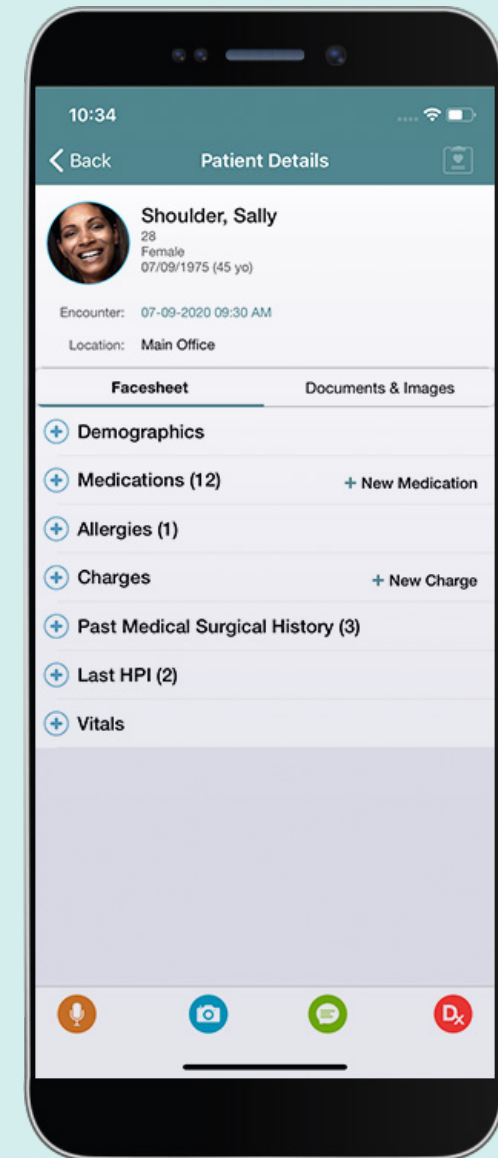 10:34
Back Patient Details
Shoulder, Sally
28
Female
07/09/1975 (45 yo)
Encounter: 07-09-2020 09:30 AM
Location: Main Office
Facesheet Documents & Images
Demographics
Medications (12) + New Medication
Allergies (1)
Charges + New Charge
Past Medical Surgical History (3)
Last HPI (2)
Vitals
Dx